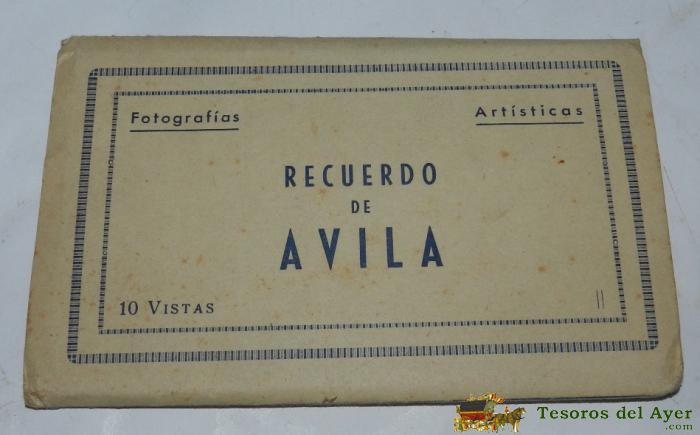 Fotografías Artísticas
RECUERDO
DE
AVILA
10 VISTAS II
Tesoros del Ayer
.com